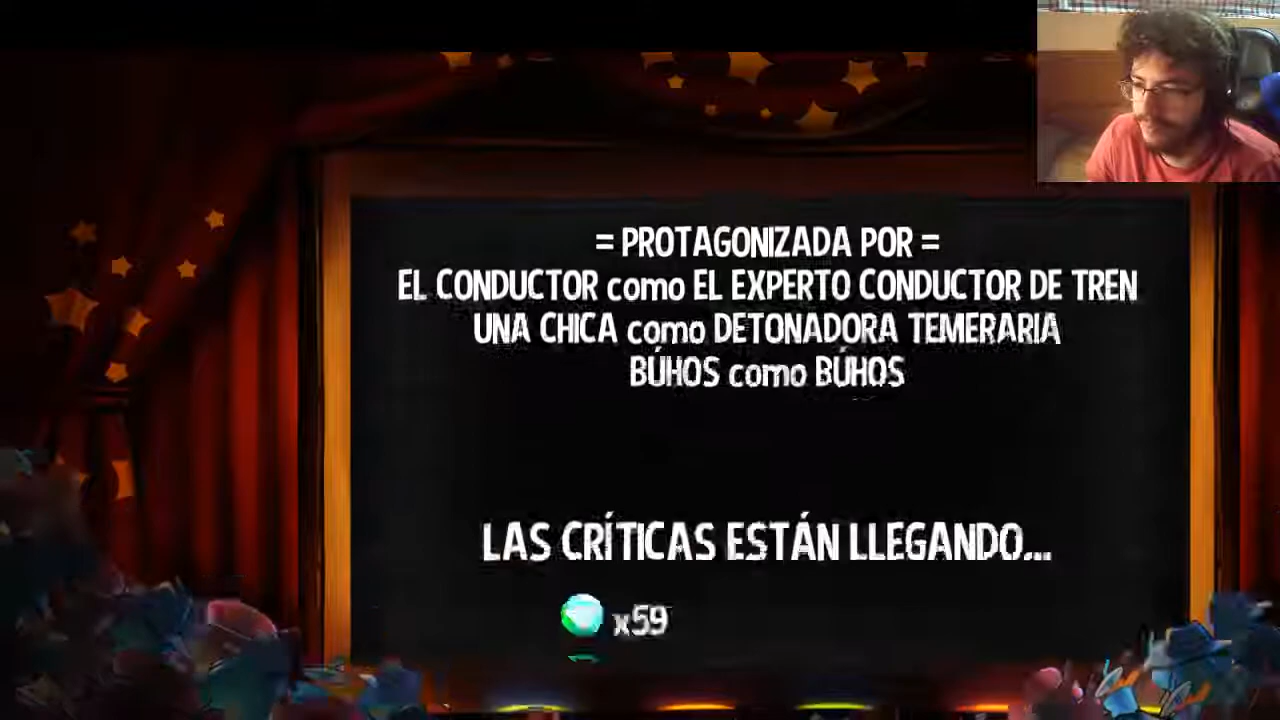 = PROTAGONIZADA POR =
EL CONDUCTOR como EL EXPERTO CONDUCTOR DE TREN
UNA CHICA como DETONADORA TEMERARIA
BÚHOS como BÚHOS
LAS CRÍTICAS ESTÁN LLEGANDO...
x59